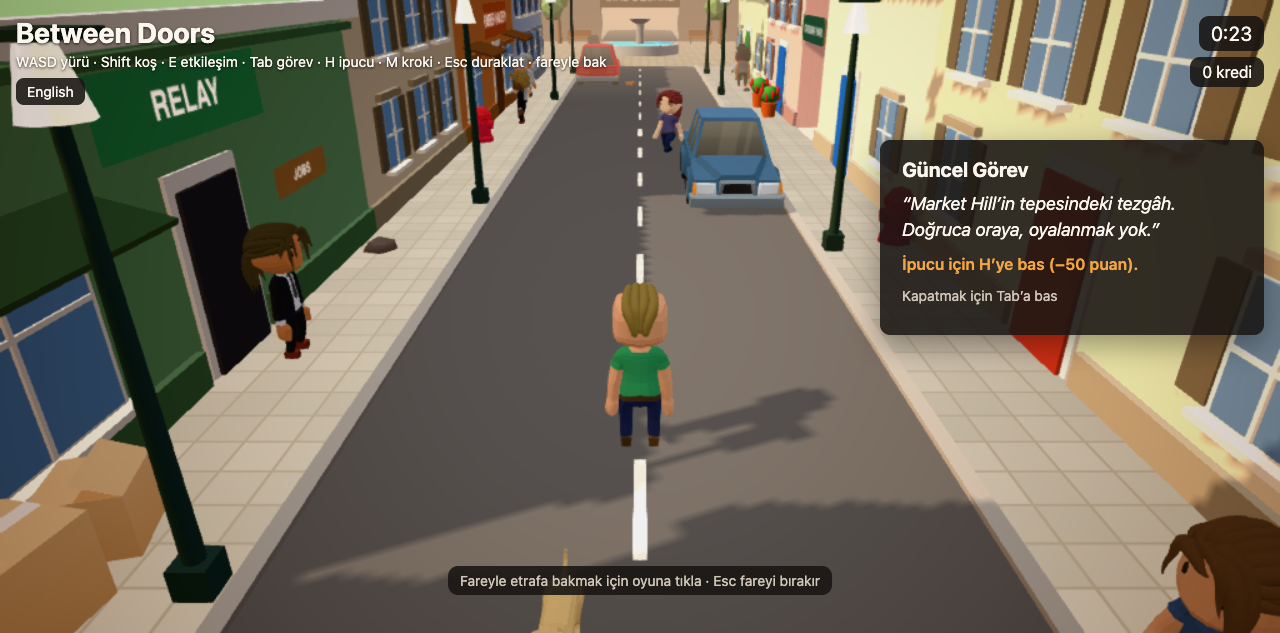 Between Doors
WASD yürü · Shift koş · E etkileşim · Tab görev · H ipucu · M kroki · Esc duraklat · fareyle bak
English
0:23
0 kredi
RELAY
JOBS
Güncel Görev
“Market Hill’in tepesindeki tezgâh.
Doğruca oraya, oyalanmak yok.”
İpucu için H’ye bas (−50 puan).
Kapatmak için Tab’a bas
Fareyle etrafa bakmak için oyuna tıkla · Esc fareyi bırakır